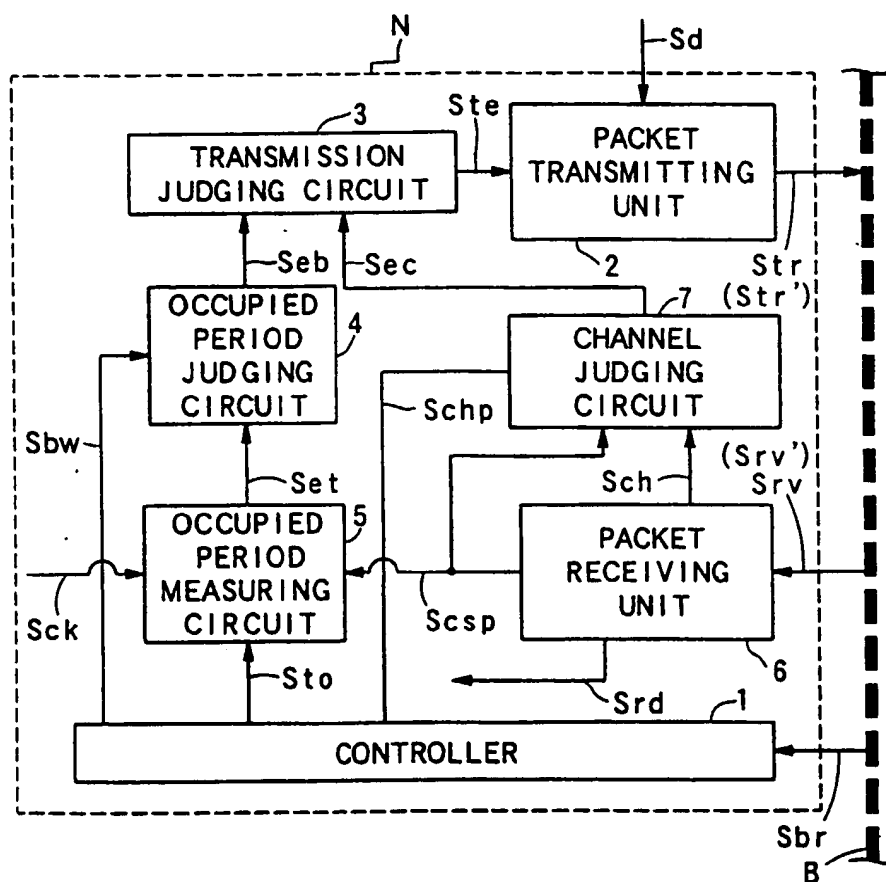 N
Sd
3
Ste
TRANSMISSION
JUDGING CIRCUIT
PACKET
TRANSMITTING
UNIT
Seb
Sec
2
Str
(Str')
OCCUPIED
PERIOD
JUDGING
CIRCUIT
4
7
CHANNEL
JUDGING
CIRCUIT
Sbw
Schp
Set
Sch
(Srv')
Srv
OCCUPIED
PERIOD
MEASURING
CIRCUIT
5
PACKET
RECEIVING
UNIT
Sck
Scsp
Sto
Srd
6
1
CONTROLLER
Sbr
B